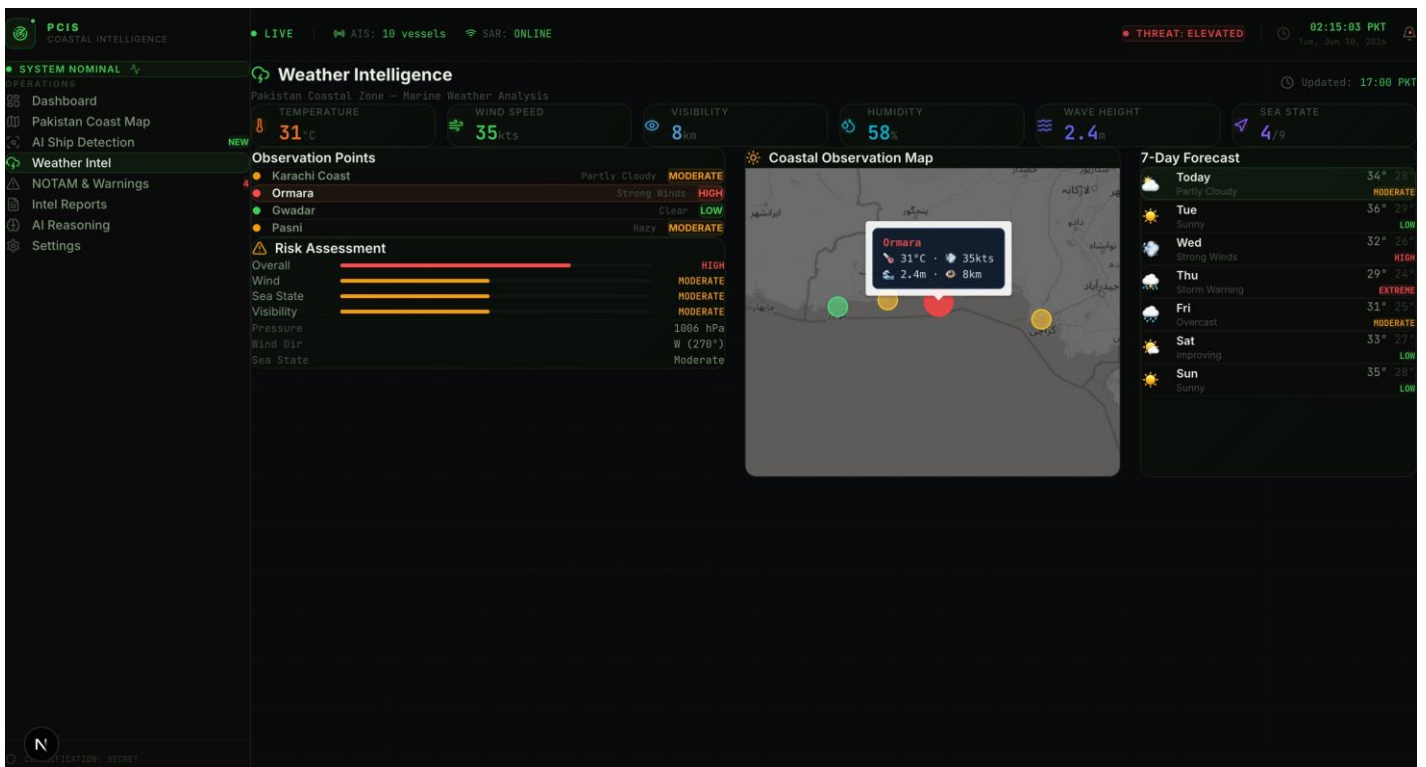 PCIS
COASTAL INTELLIGENCE
LIVE
AIS: 10 vessels
SAR: ONLINE
THREAT: ELEVATED
02:15:03 PKT
Tue, Jun 30, 2026
SYSTEM NOMINAL
OPERATIONS
Dashboard
Pakistan Coast Map
AI Ship Detection NEW
Weather Intel
NOTAM & Warnings 4
Intel Reports
AI Reasoning
Settings
Weather Intelligence
Pakistan Coastal Zone — Marine Weather Analysis
Updated: 17:00 PKT
TEMPERATURE
31°C
WIND SPEED
35kts
VISIBILITY
8km
HUMIDITY
58%
WAVE HEIGHT
2.4m
SEA STATE
4/9
Observation Points
Karachi Coast Partly Cloudy MODERATE
Ormara Strong Winds HIGH
Gwadar Clear LOW
Pasni Hazy MODERATE
Risk Assessment
Overall HIGH
Wind MODERATE
Sea State MODERATE
Visibility MODERATE
Pressure 1006 hPa
Wind Dir W (270°)
Sea State Moderate
Coastal Observation Map
لاڑکانہ
ایرانشهر
پنجگور
دادو
نوابشاہ
حیدرآباد
کراچی
Ormara
31°C · 35kts
2.4m · 8km
7-Day Forecast
Today 34° 28°
Partly Cloudy MODERATE
Tue 36° 29°
Sunny LOW
Wed 32° 26°
Strong Winds HIGH
Thu 29° 24°
Storm Warning EXTREME
Fri 31° 25°
Overcast MODERATE
Sat 33° 27°
Improving LOW
Sun 35° 28°
Sunny LOW
N
SECRET